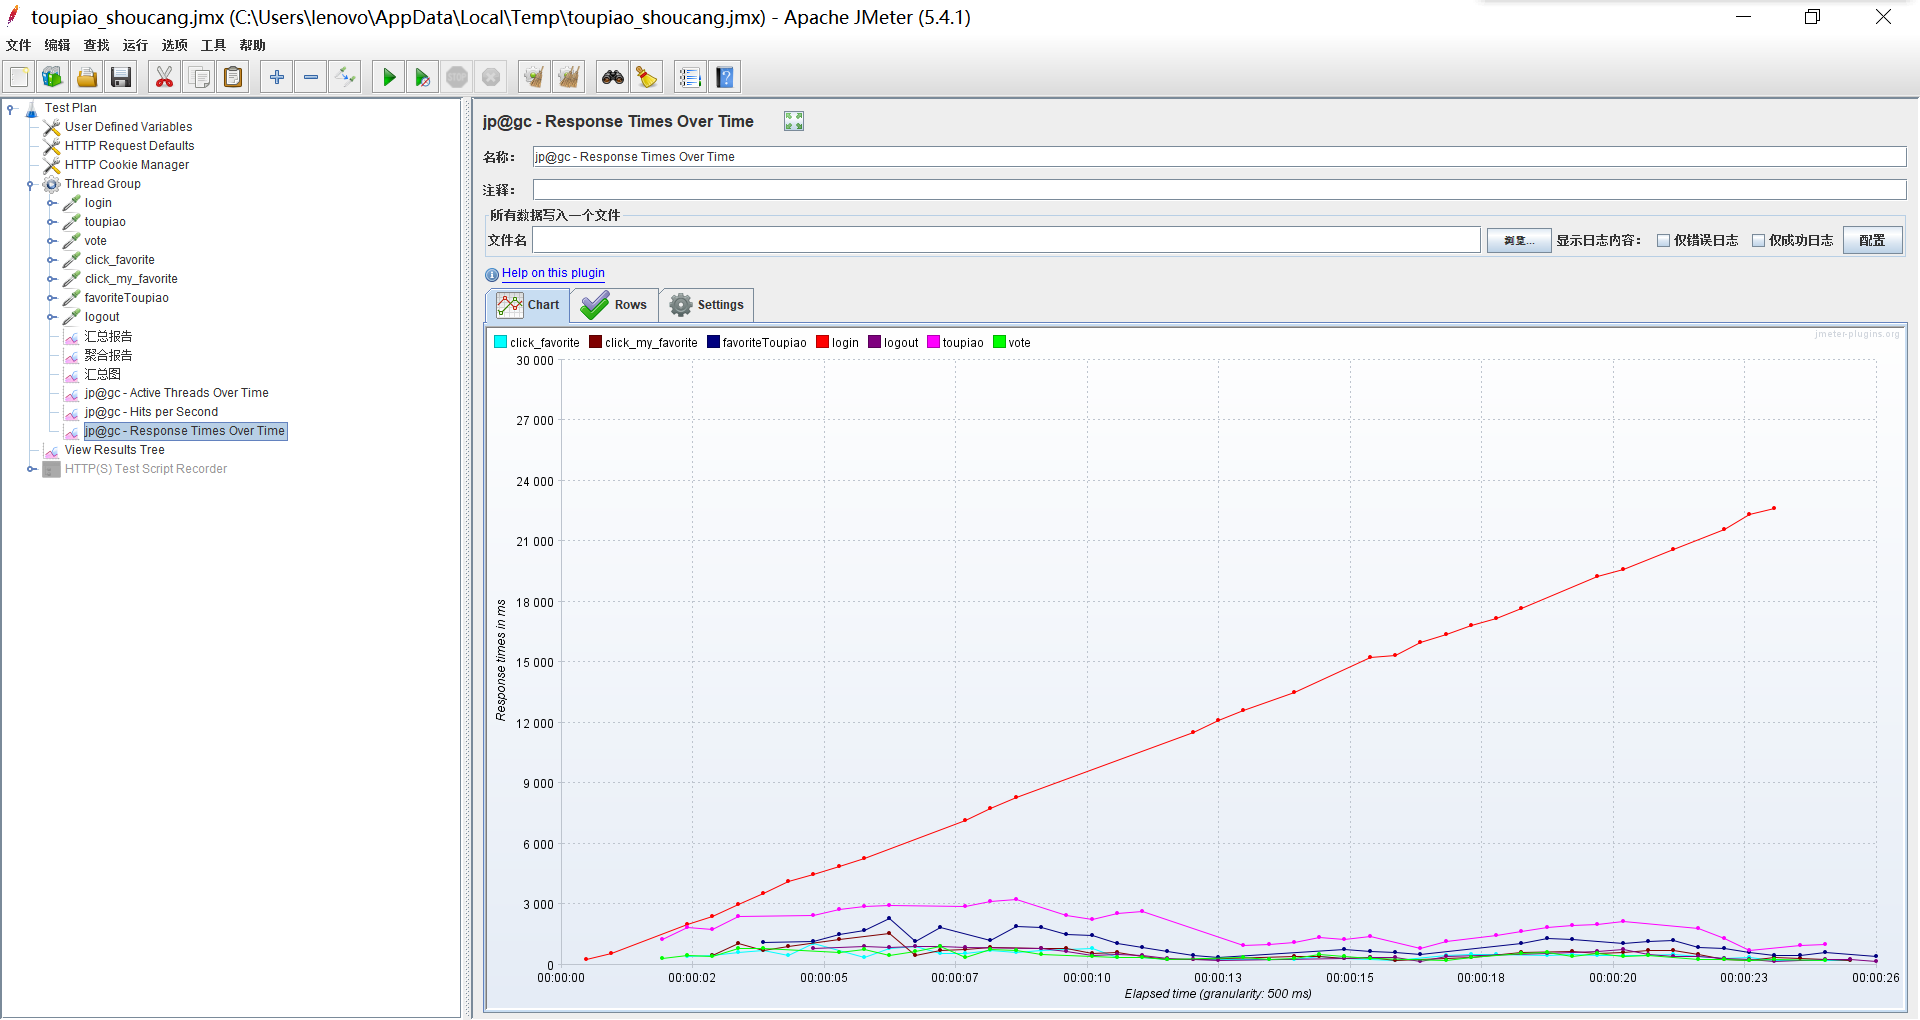 toupiao_shoucang.jmx (C:\Users\lenovo\AppData\Local\Temp\toupiao_shoucang.jmx) - Apache JMeter (5.4.1)
文件 编辑 查找 运行 选项 工具 帮助
STOP
Test Plan
User Defined Variables
HTTP Request Defaults
HTTP Cookie Manager
Thread Group
login
toupiao
vote
click_favorite
click_my_favorite
favoriteToupiao
logout
汇总报告
聚合报告
汇总图
jp@gc - Active Threads Over Time
jp@gc - Hits per Second
jp@gc - Response Times Over Time
View Results Tree
HTTP(S) Test Script Recorder
jp@gc - Response Times Over Time
名称： jp@gc - Response Times Over Time
注释：
所有数据写入一个文件
文件名 浏览... 显示日志内容： 仅错误日志 仅成功日志 配置
Help on this plugin
Chart Rows Settings
jmeter-plugins.org
click_favorite click_my_favorite favoriteToupiao login logout toupiao vote
30 000
27 000
24 000
21 000
18 000
15 000
12 000
9 000
6 000
3 000
0
Response times in ms
00:00:00 00:00:02 00:00:05 00:00:07 00:00:10 00:00:13 00:00:15 00:00:18 00:00:20 00:00:23 00:00:26
Elapsed time (granularity: 500 ms)